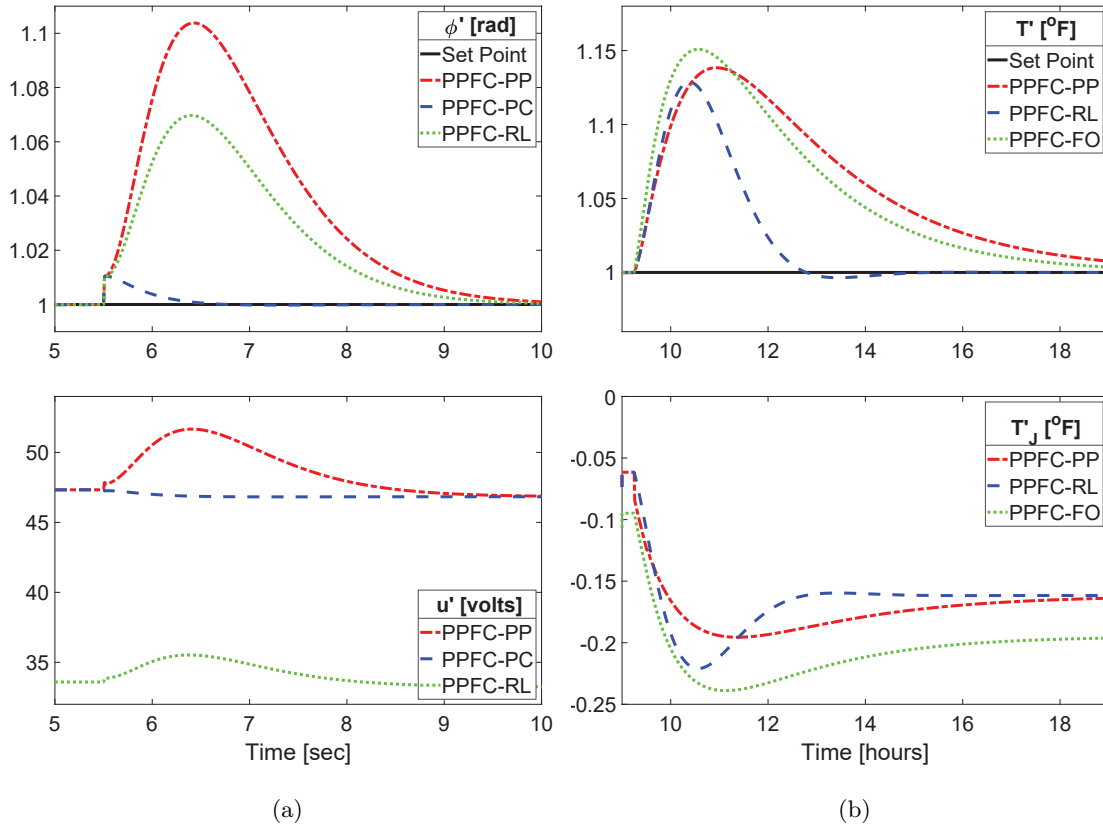 ϕ' [rad]
Set Point
PPFC-PP
PPFC-PC
PPFC-RL
1.1
1.08
1.06
1.04
1.02
1
5 6 7 8 9 10
T' [°F]
Set Point
PPFC-PP
PPFC-RL
PPFC-FO
1.15
1.1
1.05
1
10 12 14 16 18
50
45
40
35
u' [volts]
PPFC-PP
PPFC-PC
PPFC-RL
5 6 7 8 9 10
Time [sec]
(a)
0
-0.05
-0.1
-0.15
-0.2
-0.25
T'J [°F]
PPFC-PP
PPFC-RL
PPFC-FO
10 12 14 16 18
Time [hours]
(b)